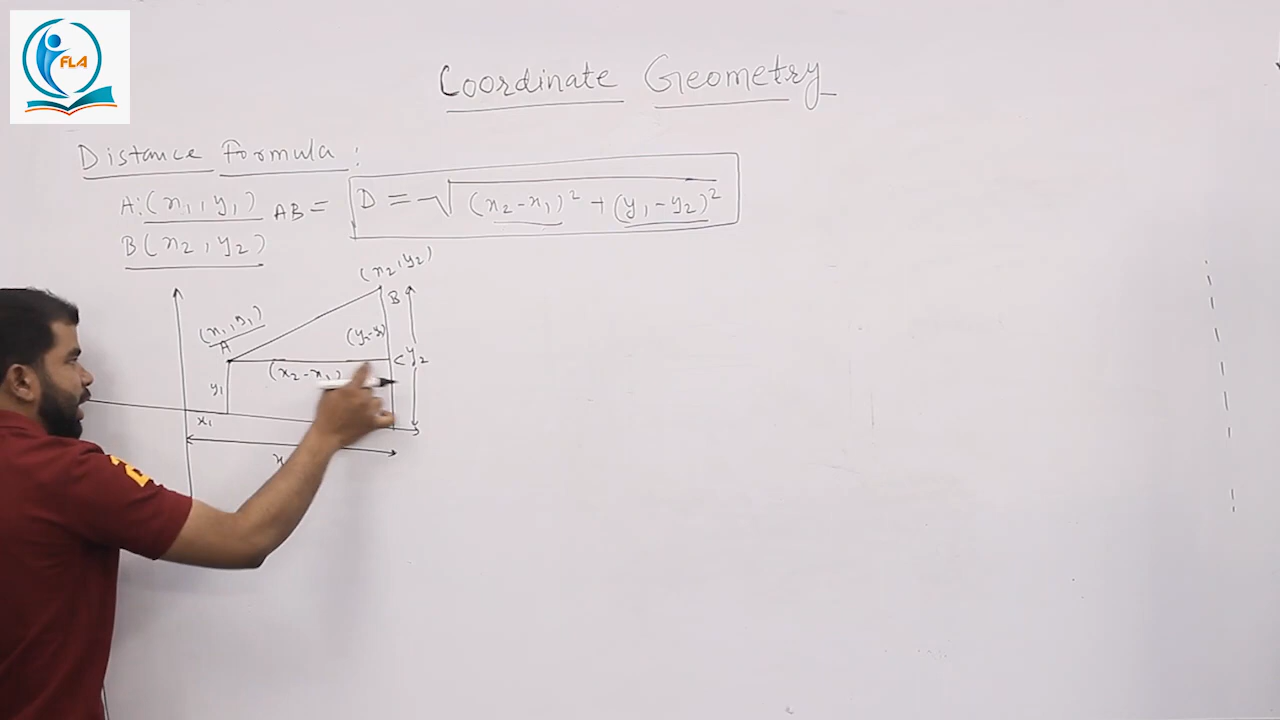 FLA
Coordinate Geometry
Distance Formula :
A:(x₁, y₁) AB = D = √(x₂-x₁)² + (y₁-y₂)²
B(x₂, y₂)
(x₂, y₂)
B
(x₁, y₁)
A
(y₂-y₁)
C
y₂
(x₂-x₁)
y₁
x₁